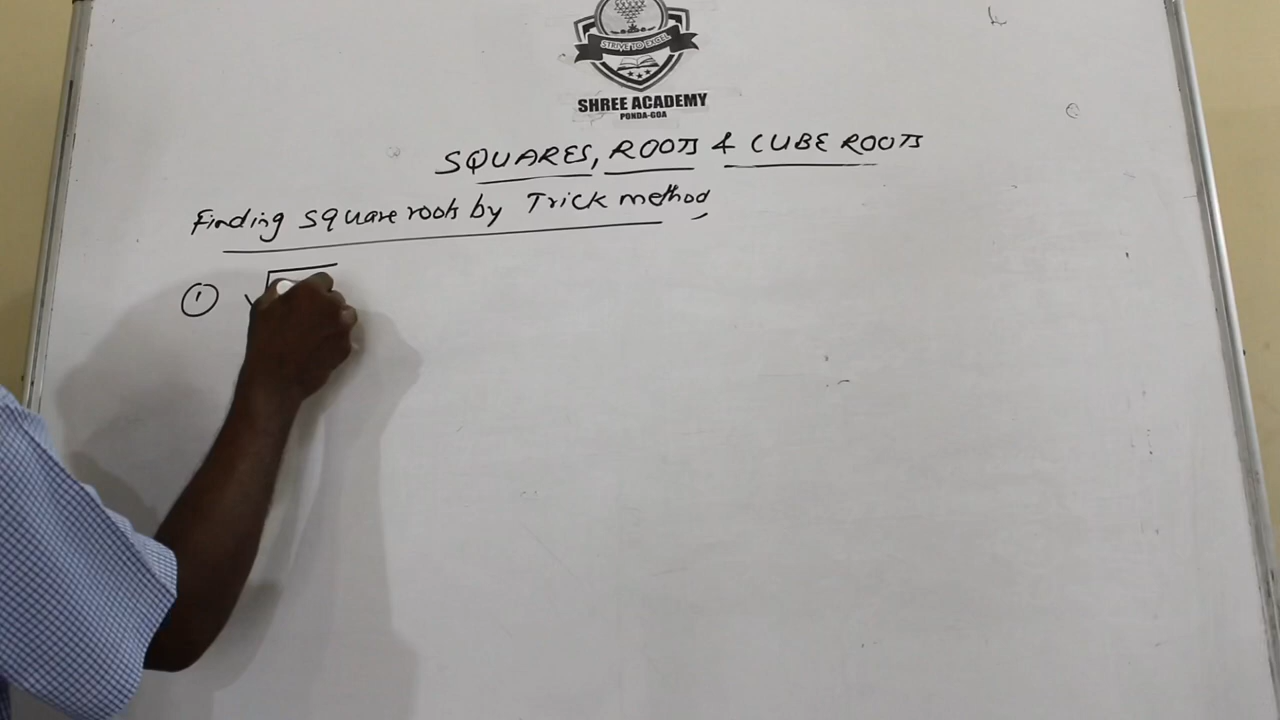 STRIVE TO EXCEL
SHREE ACADEMY
PONDA-GOA
SQUARES, ROOTS & CUBE ROOTS
Finding square roots by Trick method
1